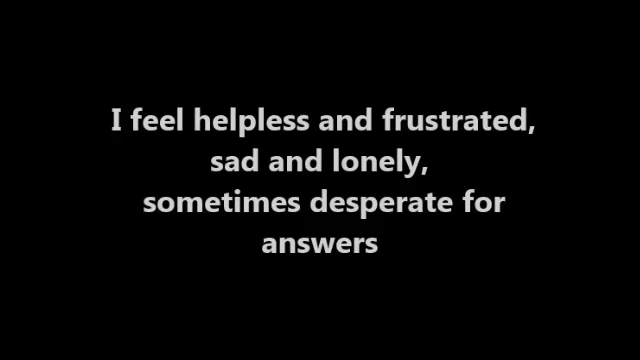 I feel helpless and frustrated,
sad and lonely,
sometimes desperate for
answers